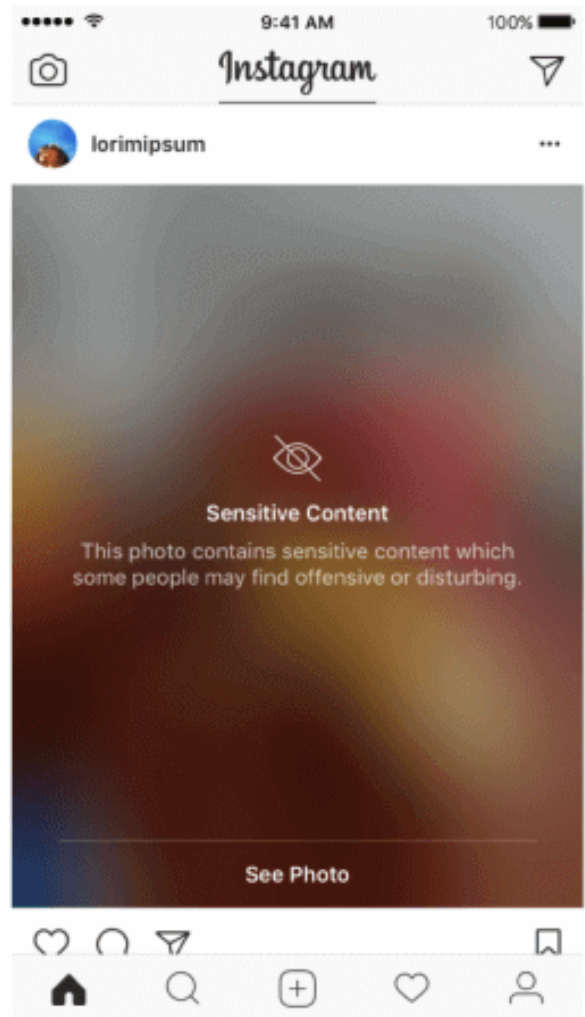 9:41 AM
100%
Instagram
lorimipsum
Sensitive Content
This photo contains sensitive content which
some people may find offensive or disturbing.
See Photo